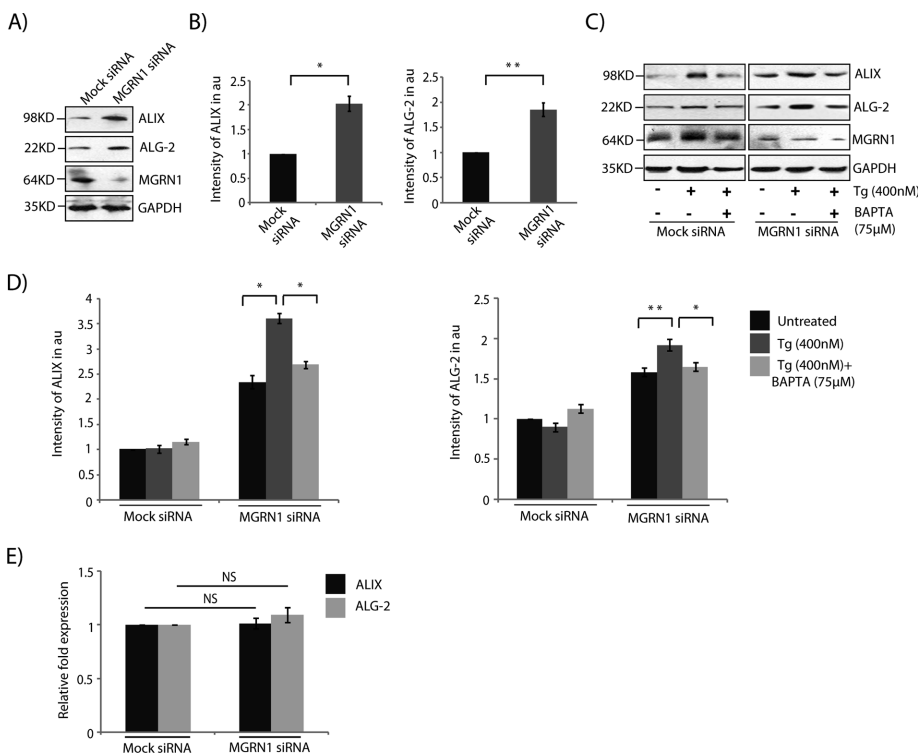 A)
Mock siRNA
MGRN1 siRNA
98KD
ALIX
22KD
ALG-2
64KD
MGRN1
35KD
GAPDH
B)
Intensity of ALIX in au
2.5
2
1.5
1
0.5
0
*
Mock
siRNA
MGRN1
siRNA
Intensity of ALG-2 in au
2.5
2
1.5
1
0.5
0
* *
Mock
siRNA
MGRN1
siRNA
C)
98KD
ALIX
22KD
ALG-2
64KD
MGRN1
35KD
GAPDH
- + + - + + Tg (400nM)
- - + - - + BAPTA
(75µM)
Mock siRNA
MGRN1 siRNA
D)
Intensity of ALIX in au
4
3.5
3
2.5
2
1.5
1
0.5
0
* *
Mock siRNA
MGRN1 siRNA
Intensity of ALG-2 in au
2.5
2
1.5
1
0.5
0
* * *
Mock siRNA
MGRN1 siRNA
Untreated
Tg (400nM)
Tg (400nM)+
BAPTA (75µM)
E)
Relative fold expression
1.5
1
0.5
0
NS
NS
Mock siRNA
MGRN1 siRNA
ALIX
ALG-2